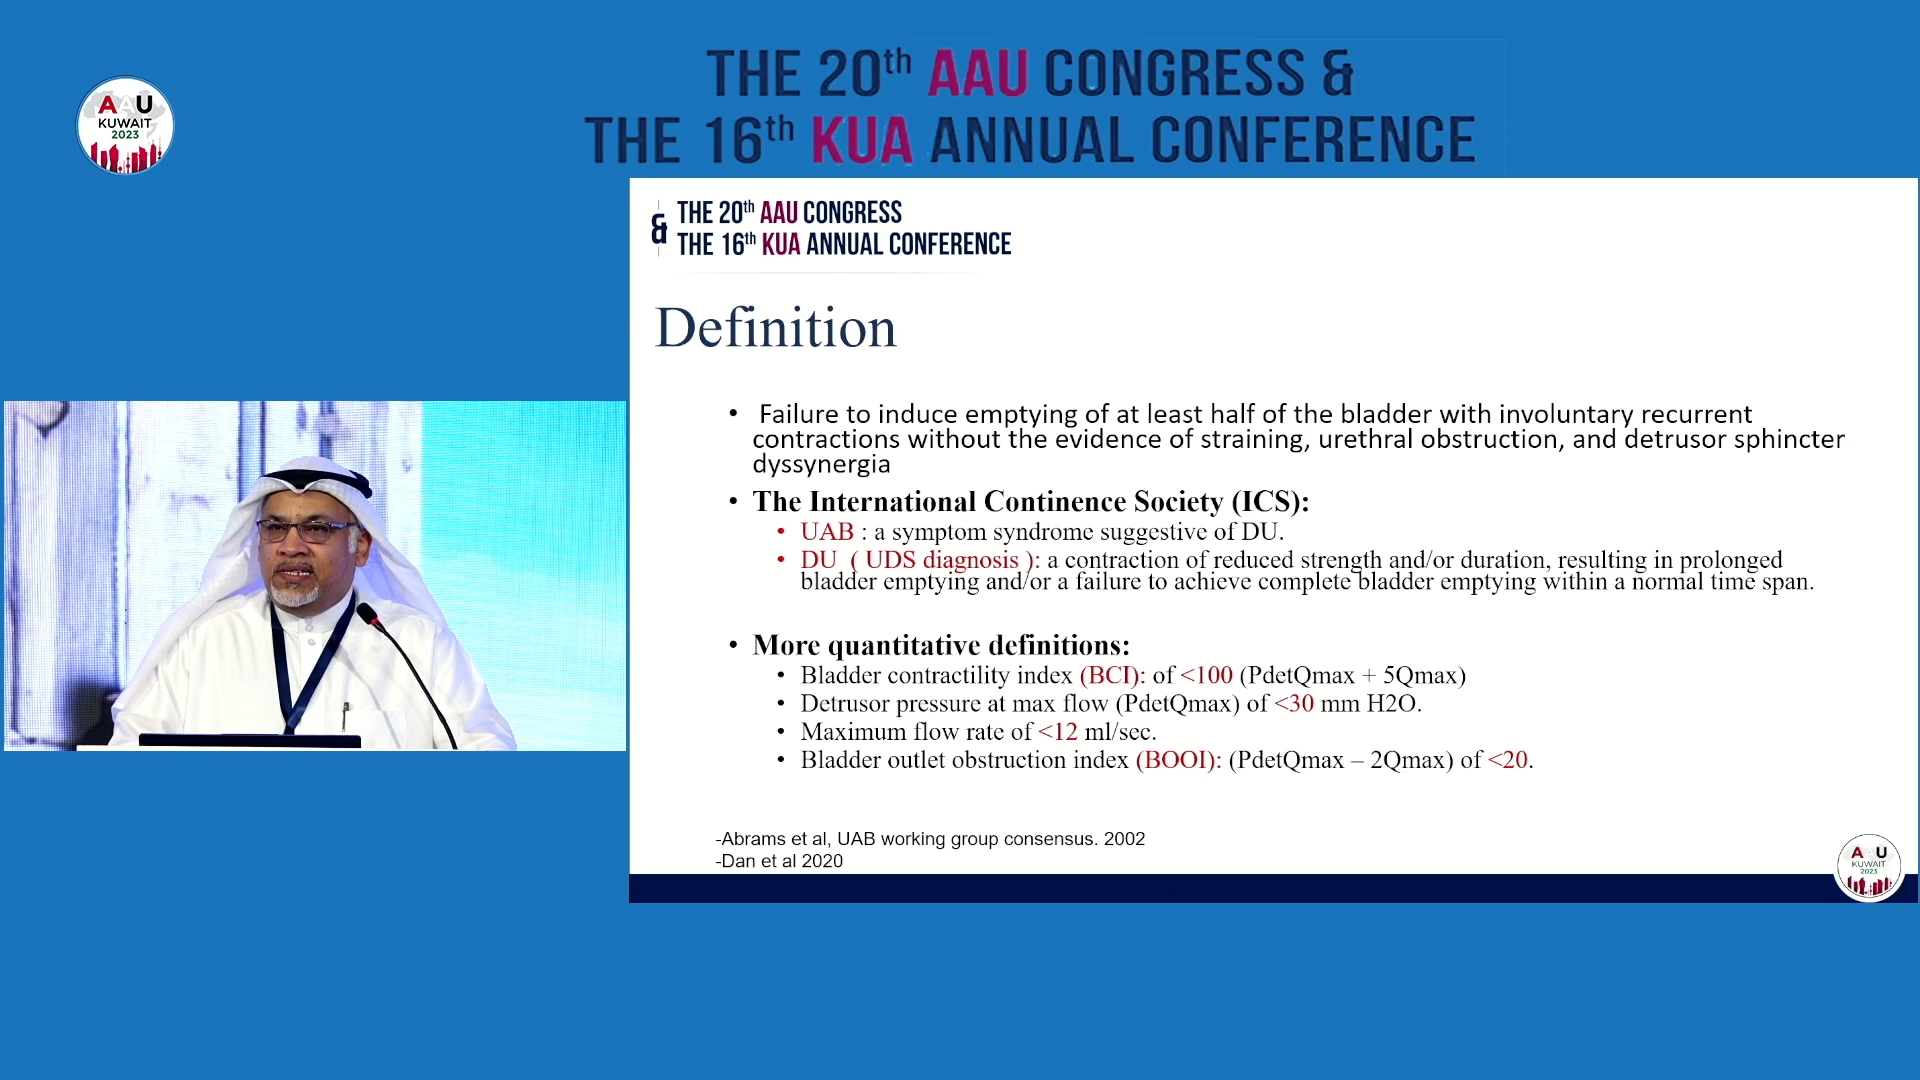 THE 20th AAU CONGRESS &
THE 16th KUA ANNUAL CONFERENCE
AAU
KUWAIT
2023
& THE 20th AAU CONGRESS
THE 16th KUA ANNUAL CONFERENCE
Definition
• Failure to induce emptying of at least half of the bladder with involuntary recurrent
contractions without the evidence of straining, urethral obstruction, and detrusor sphincter
dyssynergia
• The International Continence Society (ICS):
• UAB : a symptom syndrome suggestive of DU.
• DU ( UDS diagnosis ): a contraction of reduced strength and/or duration, resulting in prolonged
bladder emptying and/or a failure to achieve complete bladder emptying within a normal time span.
• More quantitative definitions:
• Bladder contractility index (BCI): of <100 (PdetQmax + 5Qmax)
• Detrusor pressure at max flow (PdetQmax) of <30 mm H2O.
• Maximum flow rate of <12 ml/sec.
• Bladder outlet obstruction index (BOOI): (PdetQmax – 2Qmax) of <20.
-Abrams et al, UAB working group consensus. 2002
-Dan et al 2020
AAU
KUWAIT
2023